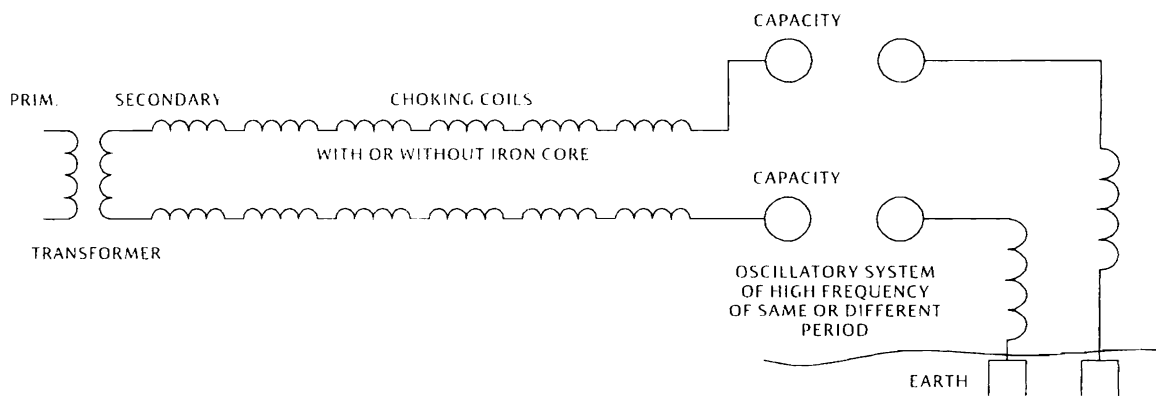 CAPACITY
PRIM.
SECONDARY
CHOKING COILS
WITH OR WITHOUT IRON CORE
CAPACITY
TRANSFORMER
OSCILLATORY SYSTEM
OF HIGH FREQUENCY
OF SAME OR DIFFERENT
PERIOD
EARTH